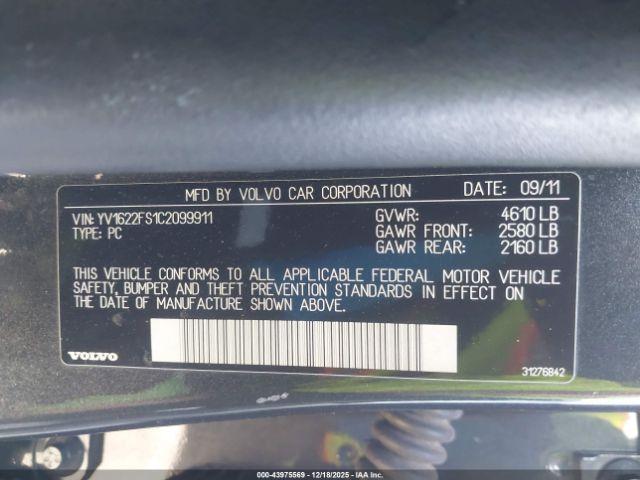 MFD BY VOLVO CAR CORPORATION DATE: 09/11
VIN: YV1622FS1C2099911 GVWR: 4610 LB
TYPE: PC GAWR FRONT: 2580 LB
GAWR REAR: 2160 LB
THIS VEHICLE CONFORMS TO ALL APPLICABLE FEDERAL MOTOR VEHICLE
SAFETY, BUMPER AND THEFT PREVENTION STANDARDS IN EFFECT ON
THE DATE OF MANUFACTURE SHOWN ABOVE.
VOLVO 31276842
000-43975569 | 12/18/2025 | IAA Inc.